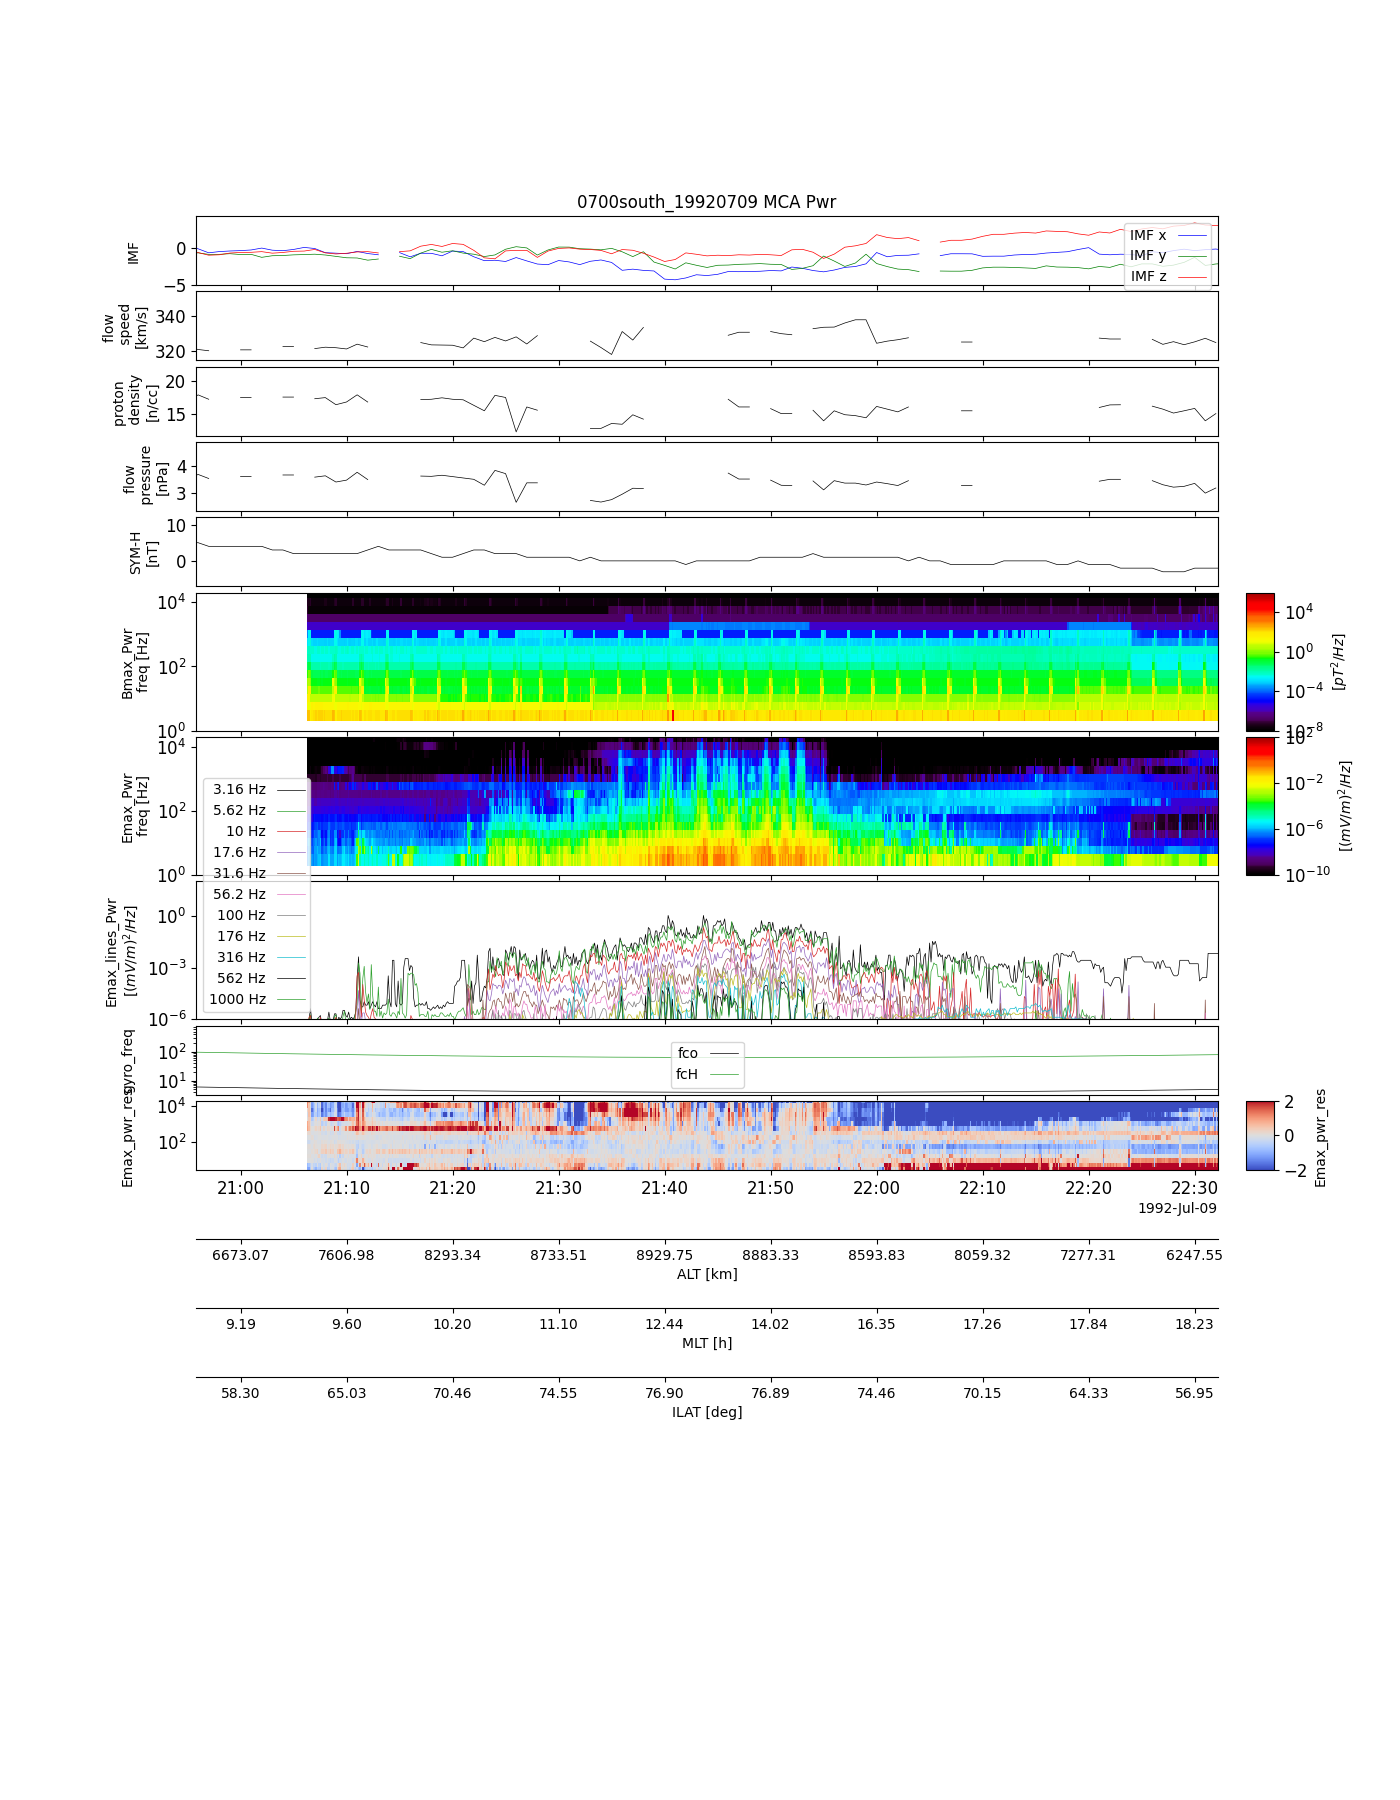 0700south_19920709 MCA Pwr
IMF
0
−5
IMF x
IMF y
IMF z
flow
speed
[km/s]
340
320
proton
density
[n/cc]
20
15
flow
pressure
[nPa]
4
3
SYM-H
[nT]
10
0
Bmax_Pwr
freq [Hz]
10^4
10^2
10^0
10^4
10^0
10^−4
10^−8
[pT^2/Hz]
Emax_Pwr
freq [Hz]
10^4
10^2
10^0
10^2
10^−2
10^−6
10^−10
[(mV/m)^2/Hz]
3.16 Hz
5.62 Hz
10 Hz
17.6 Hz
31.6 Hz
56.2 Hz
100 Hz
176 Hz
316 Hz
562 Hz
1000 Hz
Emax_lines_Pwr
[(mV/m)^2/Hz]
10^0
10^−3
10^−6
gyro_freq
10^2
10^1
fco
fcH
Emax_pwr_res
10^4
10^2
2
0
−2
Emax_pwr_res
21:00 21:10 21:20 21:30 21:40 21:50 22:00 22:10 22:20 22:30
1992-Jul-09
6673.07 7606.98 8293.34 8733.51 8929.75 8883.33 8593.83 8059.32 7277.31 6247.55
ALT [km]
9.19 9.60 10.20 11.10 12.44 14.02 16.35 17.26 17.84 18.23
MLT [h]
58.30 65.03 70.46 74.55 76.90 76.89 74.46 70.15 64.33 56.95
ILAT [deg]